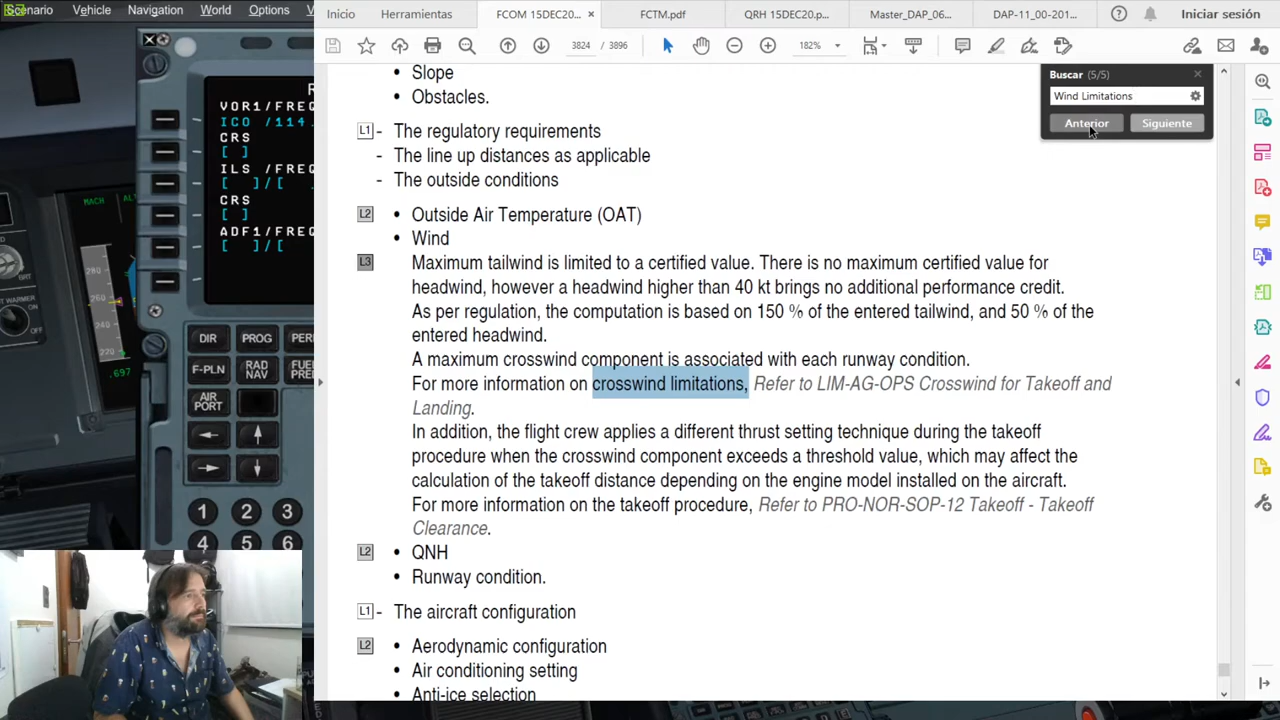 Scenario Vehicle Navigation World Options
Inicio Herramientas FCOM 15DEC20... × FCTM.pdf QRH 15DEC20.p... Master_DAP_06... DAP-11_00-201... Iniciar sesión
3824 / 3896 182%
Buscar (5/5)
Wind Limitations
Anterior Siguiente
• Slope
• Obstacles.
L1 - The regulatory requirements
- The line up distances as applicable
- The outside conditions
L2 • Outside Air Temperature (OAT)
• Wind
L3 Maximum tailwind is limited to a certified value. There is no maximum certified value for
headwind, however a headwind higher than 40 kt brings no additional performance credit.
As per regulation, the computation is based on 150 % of the entered tailwind, and 50 % of the
entered headwind.
A maximum crosswind component is associated with each runway condition.
For more information on crosswind limitations, Refer to LIM-AG-OPS Crosswind for Takeoff and
Landing.
In addition, the flight crew applies a different thrust setting technique during the takeoff
procedure when the crosswind component exceeds a threshold value, which may affect the
calculation of the takeoff distance depending on the engine model installed on the aircraft.
For more information on the takeoff procedure, Refer to PRO-NOR-SOP-12 Takeoff - Takeoff
Clearance.
L2 • QNH
• Runway condition.
L1 - The aircraft configuration
L2 • Aerodynamic configuration
• Air conditioning setting
• Anti-ice selection
VOR1/FREQ
ICO /114.
CRS
[ ]
ILS /FREQ
[ ]/[
CRS
[ ]
ADF1/FREQ
[ ]/[
MACH
280
260
220
.697
DIR PROG
F-PLN RAD NAV
AIR PORT
1 2 3
4 5 6